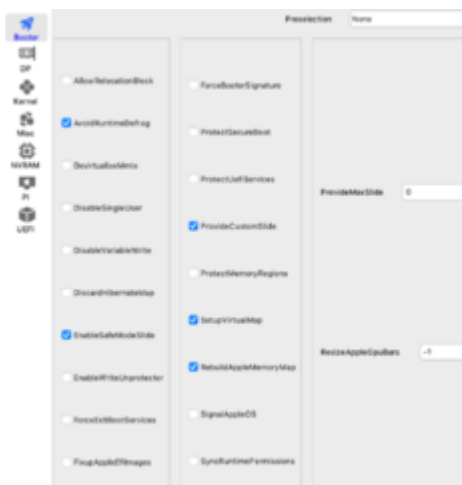 Preselection None
Booter
DP
Kernel
Misc
NVRAM
PI
UEFI
AllowRelocationBlock
AvoidRuntimeDefrag
DevirtualiseMmio
DisableSingleUser
DisableVariableWrite
DiscardHibernateMap
EnableSafeModeSlide
EnableWriteUnprotector
ForceExitBootServices
FixupAppleEfiImages
ForceBooterSignature
ProtectSecureBoot
ProtectUefiServices
ProvideCustomSlide
ProtectMemoryRegions
SetupVirtualMap
RebuildAppleMemoryMap
SignalAppleOS
SyncRuntimePermissions
ProvideMaxSlide 0
ResizeAppleGpuBars -1